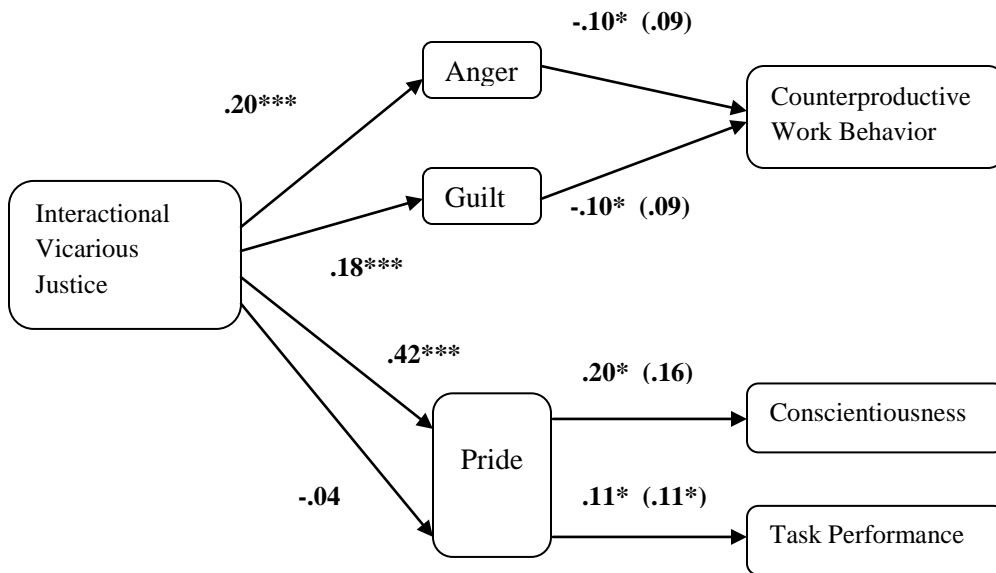 -.10* (.09)
Anger
.20***
Counterproductive
Work Behavior
Guilt
-.10* (.09)
Interactional
Vicarious
Justice
.18***
.42***
.20* (.16)
Conscientiousness
Pride
-.04
.11* (.11*)
Task Performance